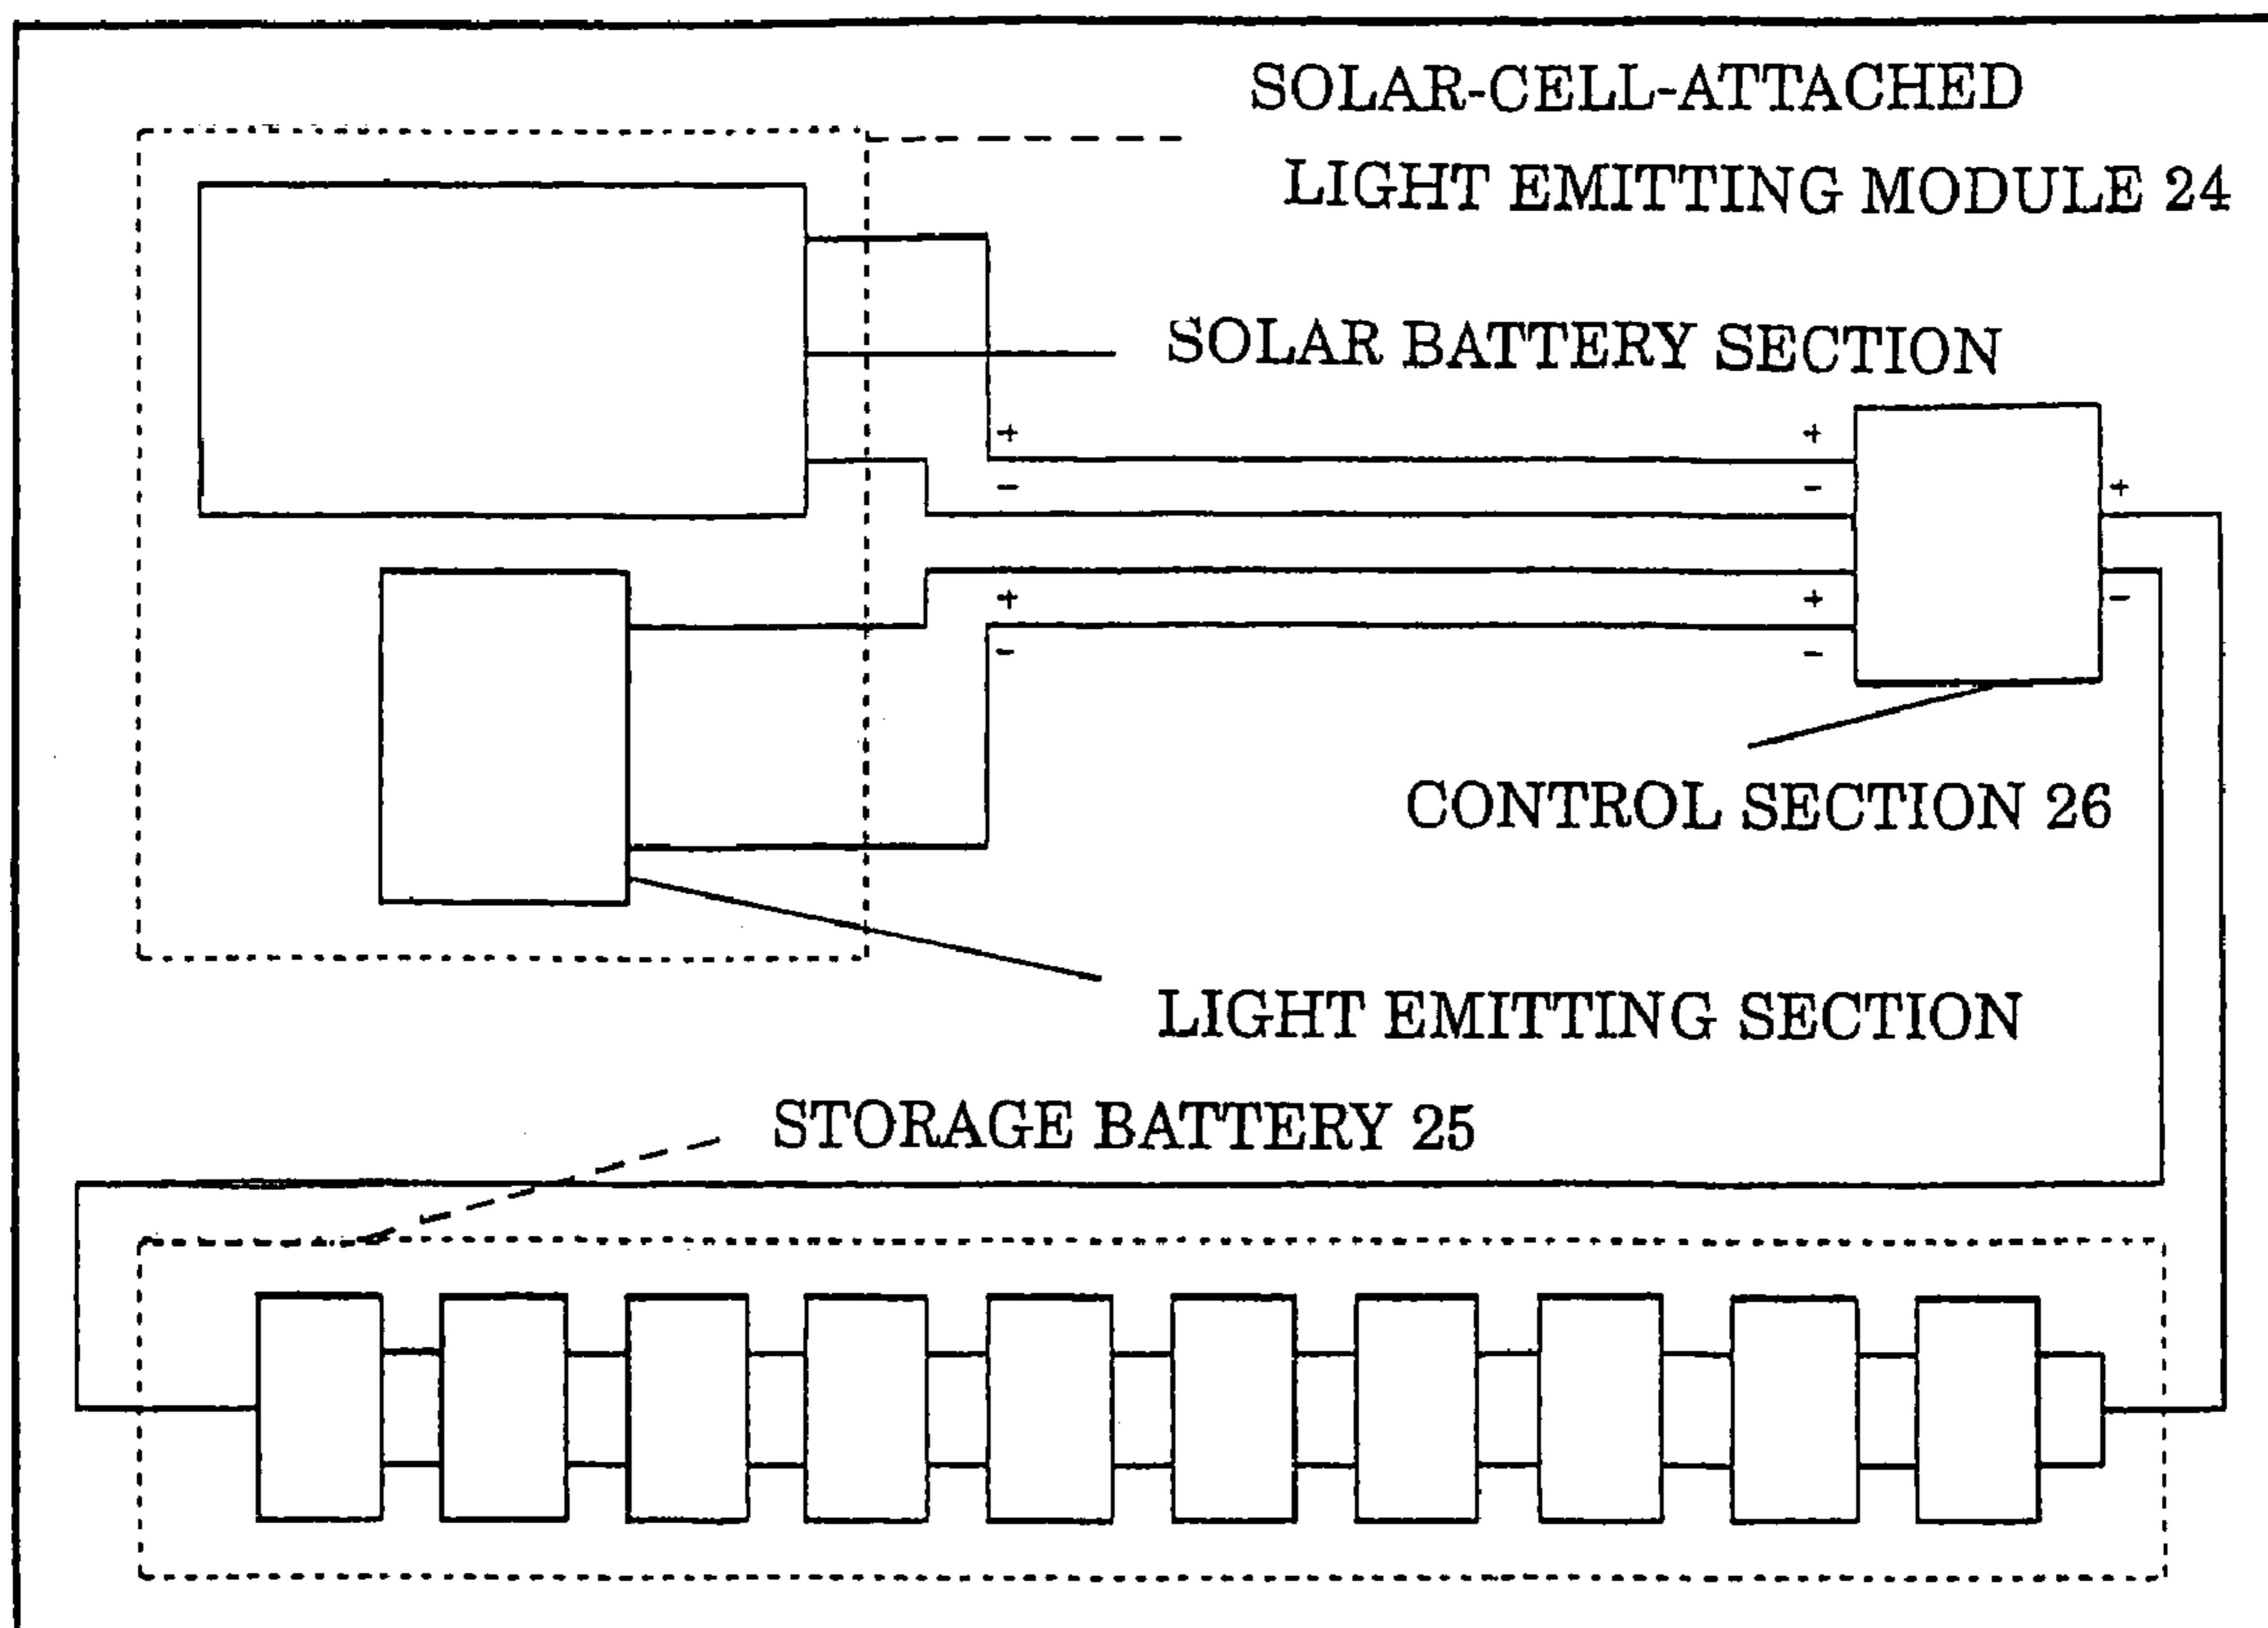 SOLAR-CELL-ATTACHED
LIGHT EMITTING MODULE 24
SOLAR BATTERY SECTION
+ +
- - +
+ + -
- -
CONTROL SECTION 26
LIGHT EMITTING SECTION
STORAGE BATTERY 25